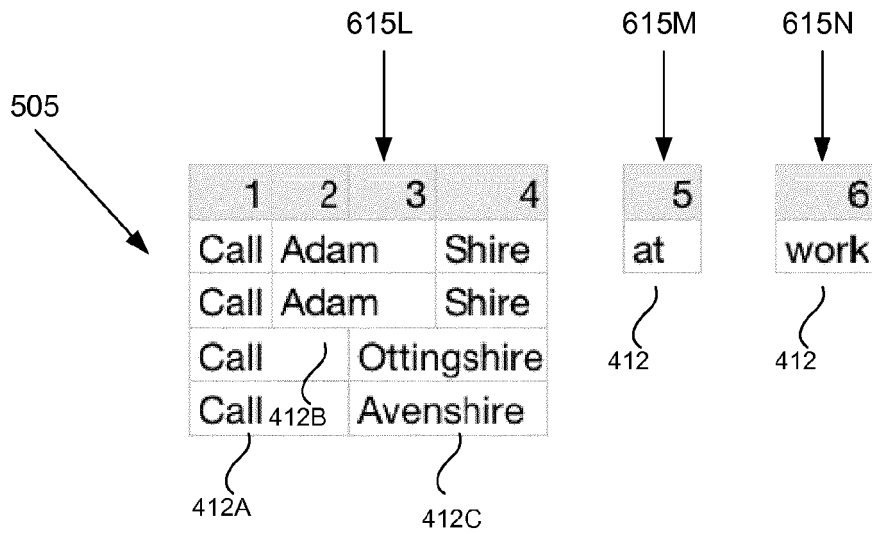 615L 615M 615N
505
1 2 3 4 5 6
Call Adam Shire at work
Call Adam Shire
412 412
Call Ottingshire
Call 412B Avenshire
412A 412C